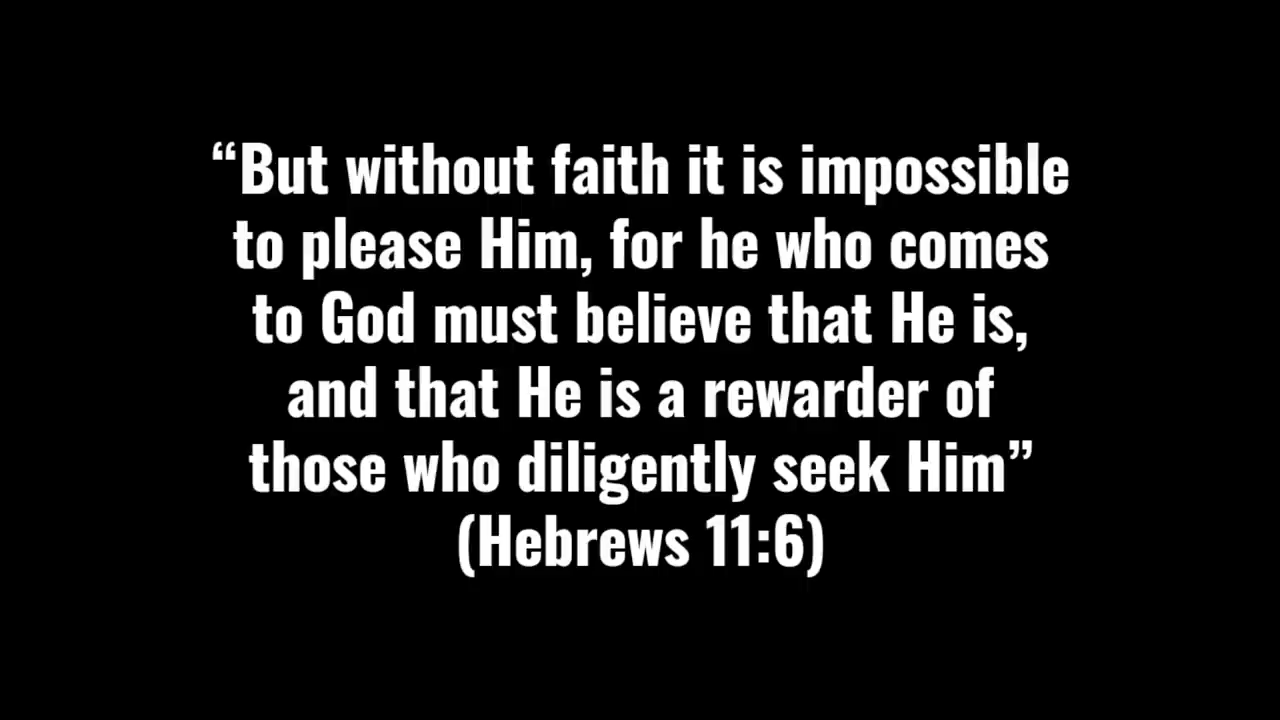 “But without faith it is impossible
to please Him, for he who comes
to God must believe that He is,
and that He is a rewarder of
those who diligently seek Him”
(Hebrews 11:6)